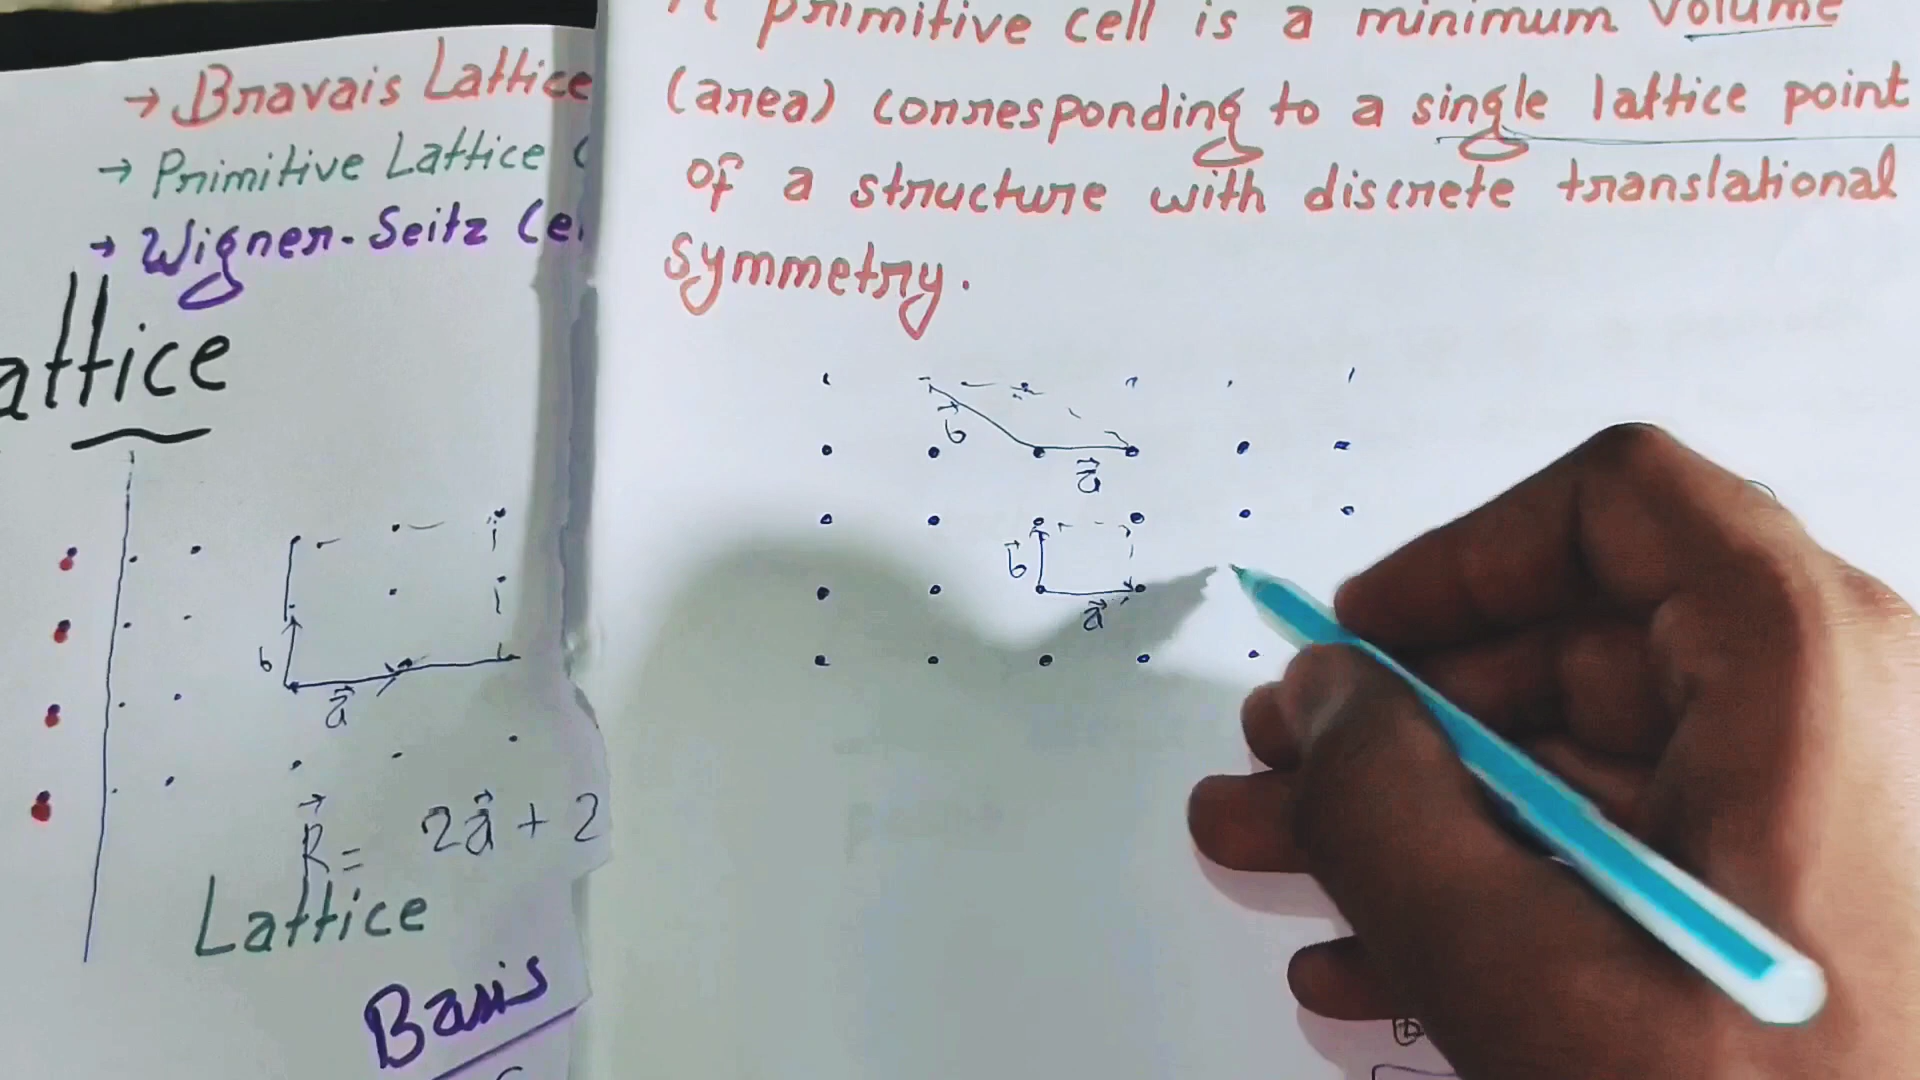 → Bravais Lattice
→ Primitive Lattice
→ Wigner-Seitz
attice
b
a⃗
R⃗ = 2a⃗ + 2
Lattice
Basis
primitive cell is a minimum volume
(area) corresponding to a single lattice point
of a structure with discrete translational
symmetry.
b⃗
a⃗
b⃗
a⃗